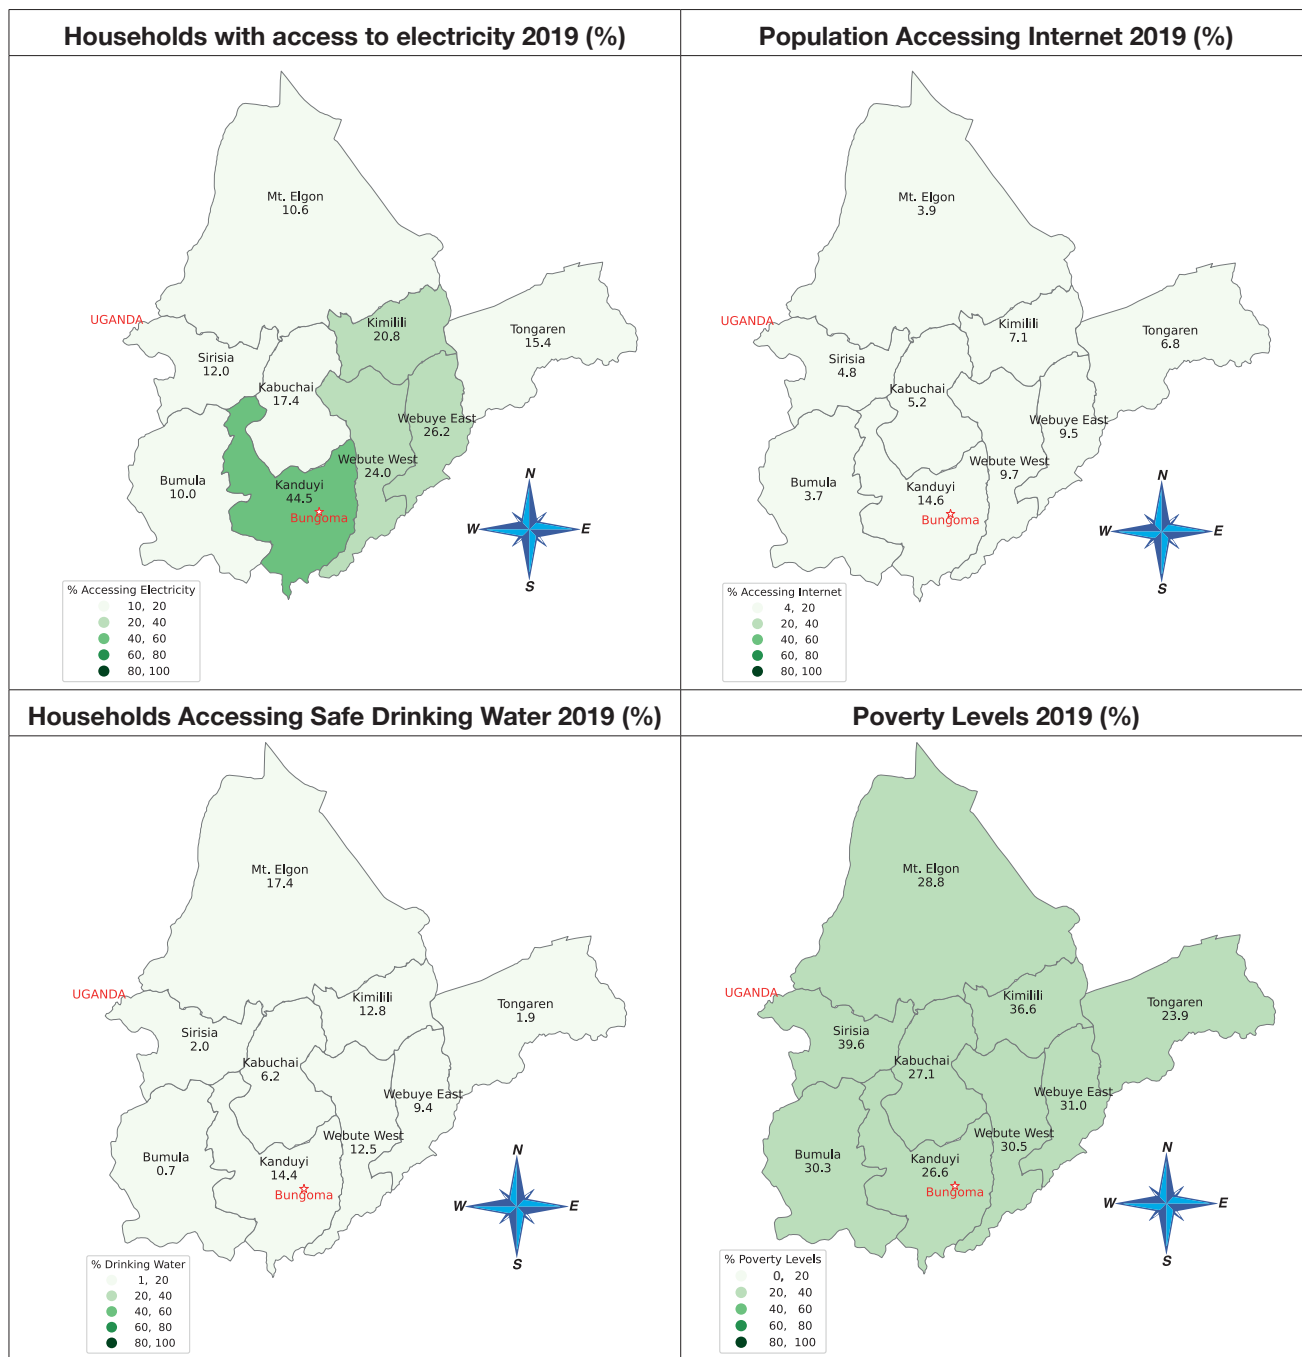 Households with access to electricity 2019 (%)
Mt. Elgon
10.6
UGANDA
Kimilili
20.8
Tongaren
15.4
Sirisia
12.0
Kabuchai
17.4
Webuye East
26.2
Webute West
24.0
Bumula
10.0
Kanduyi
44.5
Bungoma
N
W
E
S
% Accessing Electricity
10, 20
20, 40
40, 60
60, 80
80, 100
Population Accessing Internet 2019 (%)
Mt. Elgon
3.9
UGANDA
Kimilili
7.1
Tongaren
6.8
Sirisia
4.8
Kabuchai
5.2
Webuye East
9.5
Webute West
9.7
Bumula
3.7
Kanduyi
14.6
Bungoma
N
W
E
S
% Accessing Internet
4, 20
20, 40
40, 60
60, 80
80, 100
Households Accessing Safe Drinking Water 2019 (%)
Mt. Elgon
17.4
UGANDA
Kimilili
12.8
Tongaren
1.9
Sirisia
2.0
Kabuchai
6.2
Webuye East
9.4
Webute West
12.5
Bumula
0.7
Kanduyi
14.4
Bungoma
N
W
E
S
% Drinking Water
1, 20
20, 40
40, 60
60, 80
80, 100
Poverty Levels 2019 (%)
Mt. Elgon
28.8
UGANDA
Kimilili
36.6
Tongaren
23.9
Sirisia
39.6
Kabuchai
27.1
Webuye East
31.0
Webute West
30.5
Bumula
30.3
Kanduyi
26.6
Bungoma
N
W
E
S
% Poverty Levels
0, 20
20, 40
40, 60
60, 80
80, 100